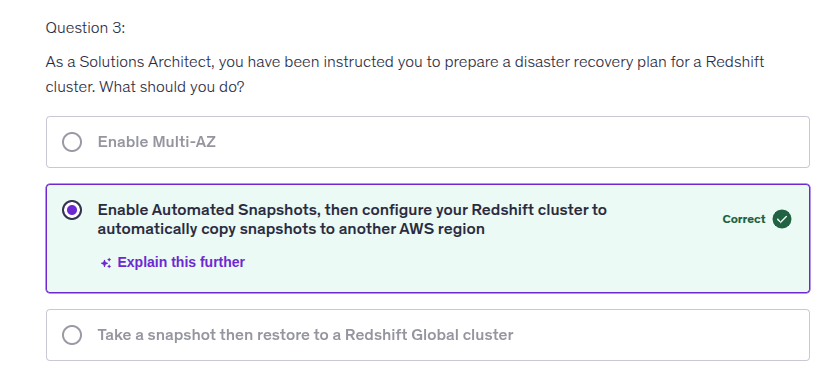 Question 3:
As a Solutions Architect, you have been instructed you to prepare a disaster recovery plan for a Redshift
cluster. What should you do?
Enable Multi-AZ
Enable Automated Snapshots, then configure your Redshift cluster to
automatically copy snapshots to another AWS region
Correct
Explain this further
Take a snapshot then restore to a Redshift Global cluster